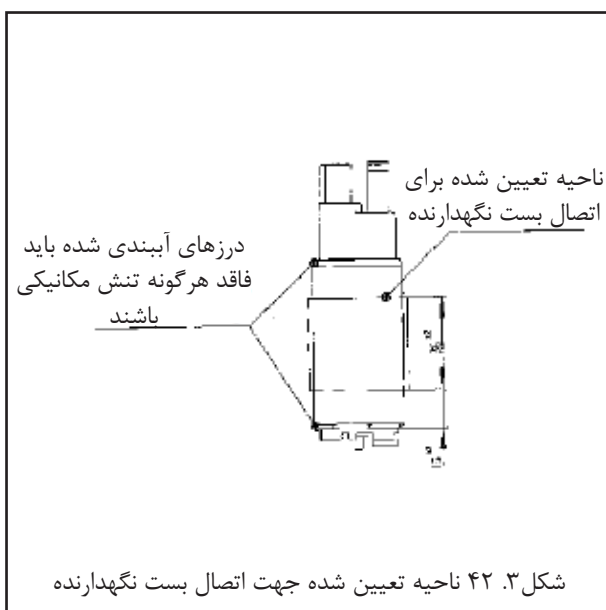 ناحیه تعیین شده برای
اتصال بست نگهدارنده
درزهای آببندی شده باید
فاقد هرگونه تنش مکانیکی
باشند
شکل۳. ۴۲ ناحیه تعیین شده جهت اتصال بست نگهدارنده